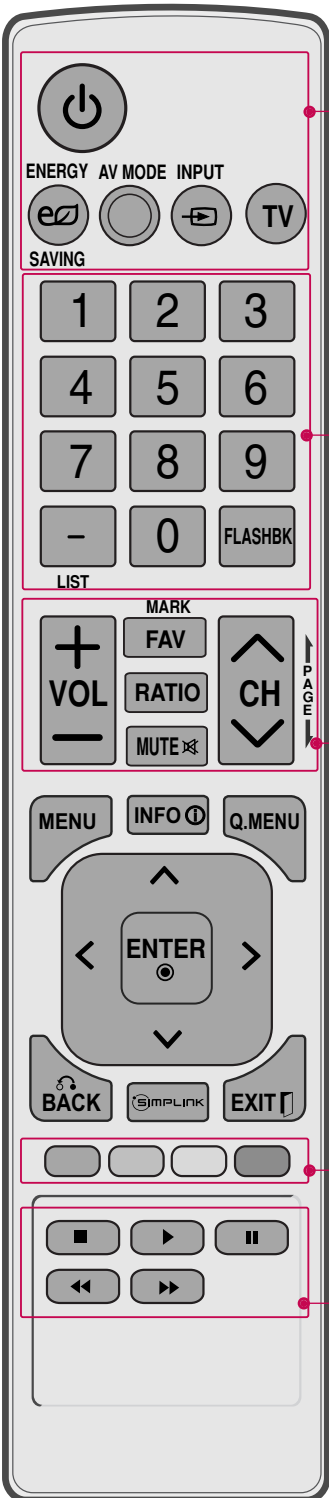 ENERGY AV MODE INPUT
TV
SAVING
1 2 3
4 5 6
7 8 9
- 0 FLASHBK
LIST
MARK
FAV
VOL RATIO CH
PAGE
MUTE
MENU INFO Q.MENU
ENTER
BACK SIMPLINK EXIT